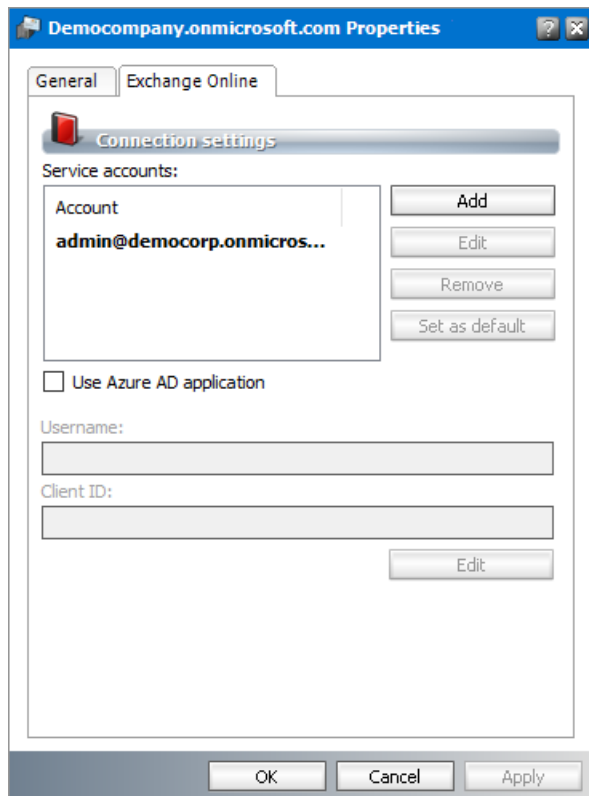 Democompany.onmicrosoft.com Properties
?
General Exchange Online
Connection settings
Service accounts:
Account
admin@democorp.onmicros...
Add
Edit
Remove
Set as default
Use Azure AD application
Username:
Client ID:
Edit
OK Cancel Apply